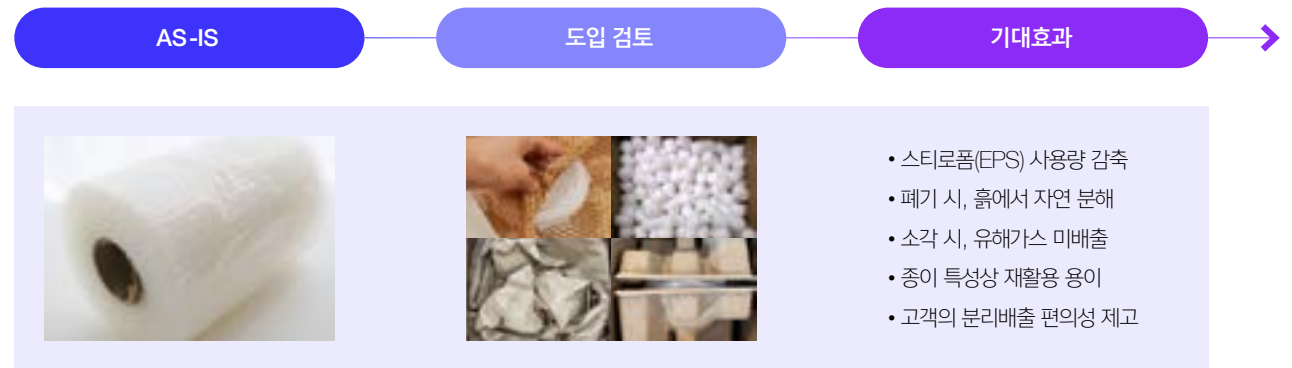 AS-IS
도입 검토
기대효과
• 스티로폼(EPS) 사용량 감축
• 폐기 시, 흙에서 자연 분해
• 소각 시, 유해가스 미배출
• 종이 특성상 재활용 용이
• 고객의 분리배출 편의성 제고